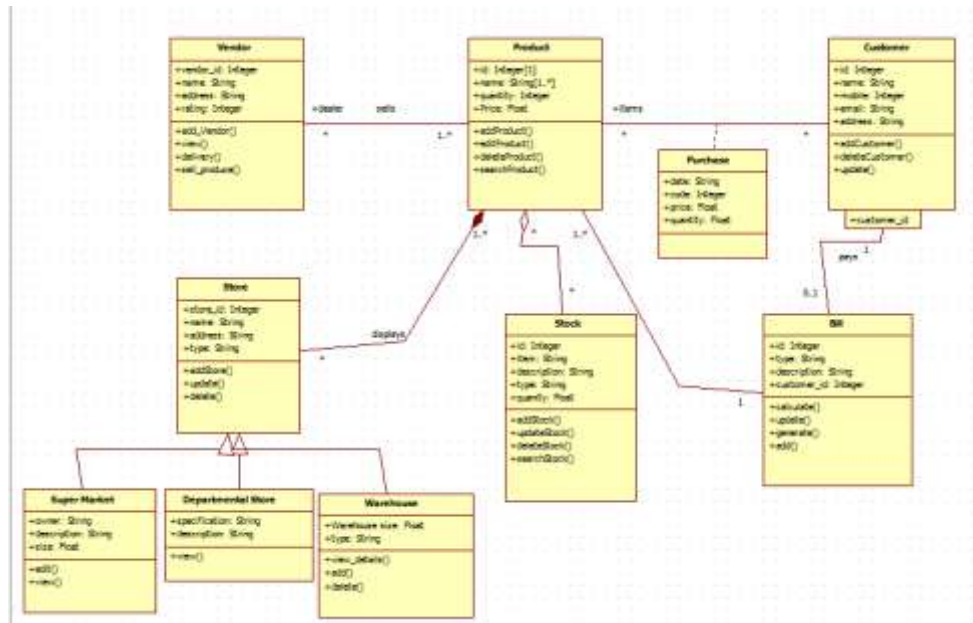 Vendor
+vendor_id: Integer
+name: String
+address: String
+rating: Integer
+add_Vendor()
+view()
+delivery()
+sell_produce()
+dealer
sells
*
1..*
Product
+id: Integer[1]
+name: String[1..*]
+quantity: Integer
+Price: Float
+addProduct()
+editProduct()
+deleteProduct()
+searchProduct()
+items
*
*
Customer
+id: Integer
+name: String
+mobile: Integer
+email: String
+address: String
+addCustomer()
+deleteCustomer()
+update()
+customer_id
Purchase
+date: String
+code: Integer
+price: Float
+quantity: Float
1..*
*
1..*
pays
1
0,1
Store
+store_id: Integer
+name: String
+address: String
+type: String
+addStore()
+update()
+delete()
displays
*
*
Stock
+id: Integer
+item: String
+description: String
+type: String
+quantity: Float
+addStock()
+updateStock()
+deleteStock()
+searchStock()
1
Bill
+id: Integer
+type: String
+description: String
+customer_id: Integer
+calculate()
+update()
+generate()
+add()
Super Market
+owner: String
+description: String
+size: Float
+edit()
+view()
Departmental Store
+specification: String
+description: String
+view()
Warehouse
+Warehouse size: Float
+type: String
+view_details()
+add()
+delete()